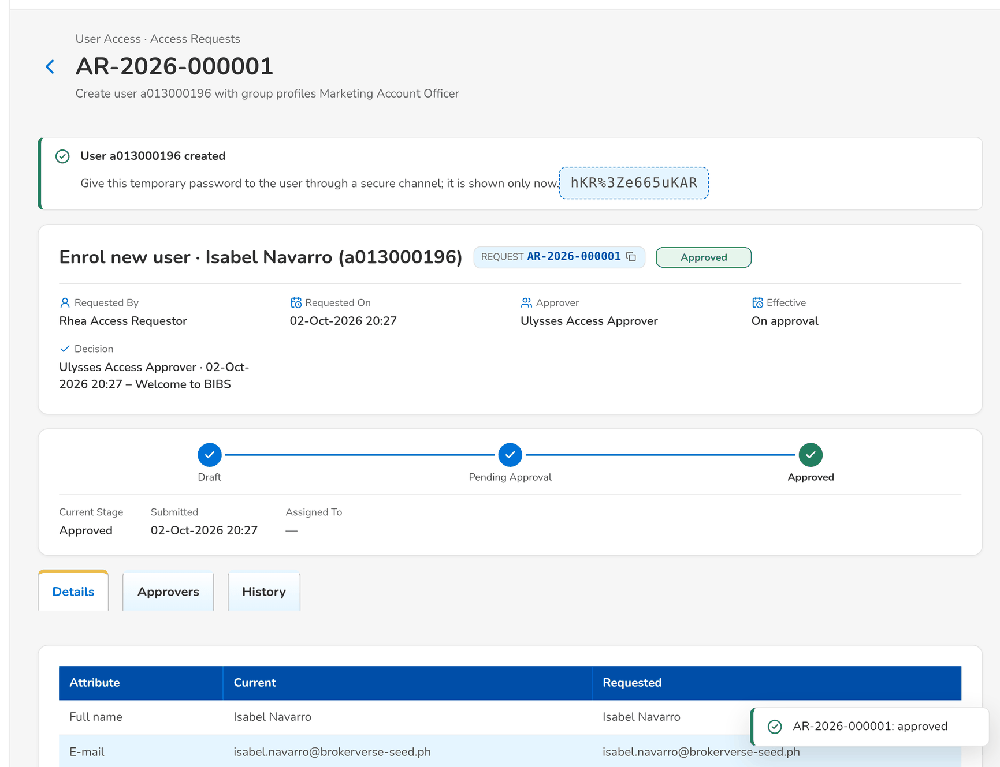 User Access · Access Requests
AR-2026-000001
Create user a013000196 with group profiles Marketing Account Officer
User a013000196 created
Give this temporary password to the user through a secure channel; it is shown only now. hKR%3Ze665uKAR
Enrol new user · Isabel Navarro (a013000196) REQUEST AR-2026-000001 Approved
Requested By Requested On Approver Effective
Rhea Access Requestor 02-Oct-2026 20:27 Ulysses Access Approver On approval
Decision
Ulysses Access Approver · 02-Oct-
2026 20:27 – Welcome to BIBS
Draft Pending Approval Approved
Current Stage Submitted Assigned To
Approved 02-Oct-2026 20:27 —
Details Approvers History
Attribute Current Requested
Full name Isabel Navarro Isabel Navarro
AR-2026-000001: approved
E-mail isabel.navarro@brokerverse-seed.ph isabel.navarro@brokerverse-seed.ph